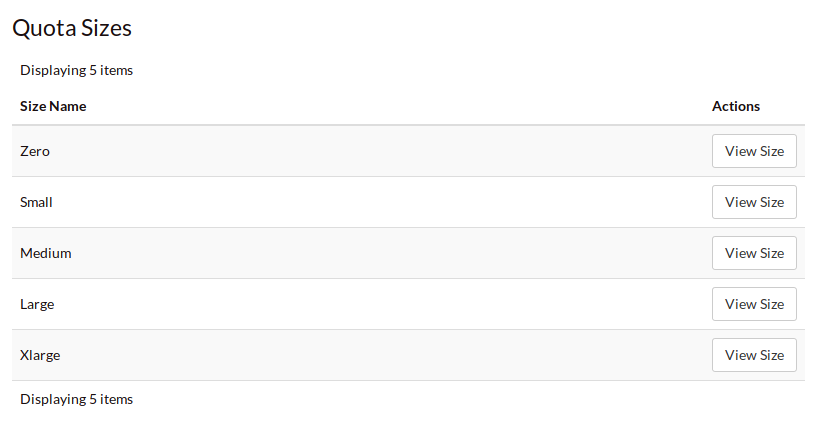 Quota Sizes
Displaying 5 items
Size Name Actions
Zero View Size
Small View Size
Medium View Size
Large View Size
Xlarge View Size
Displaying 5 items